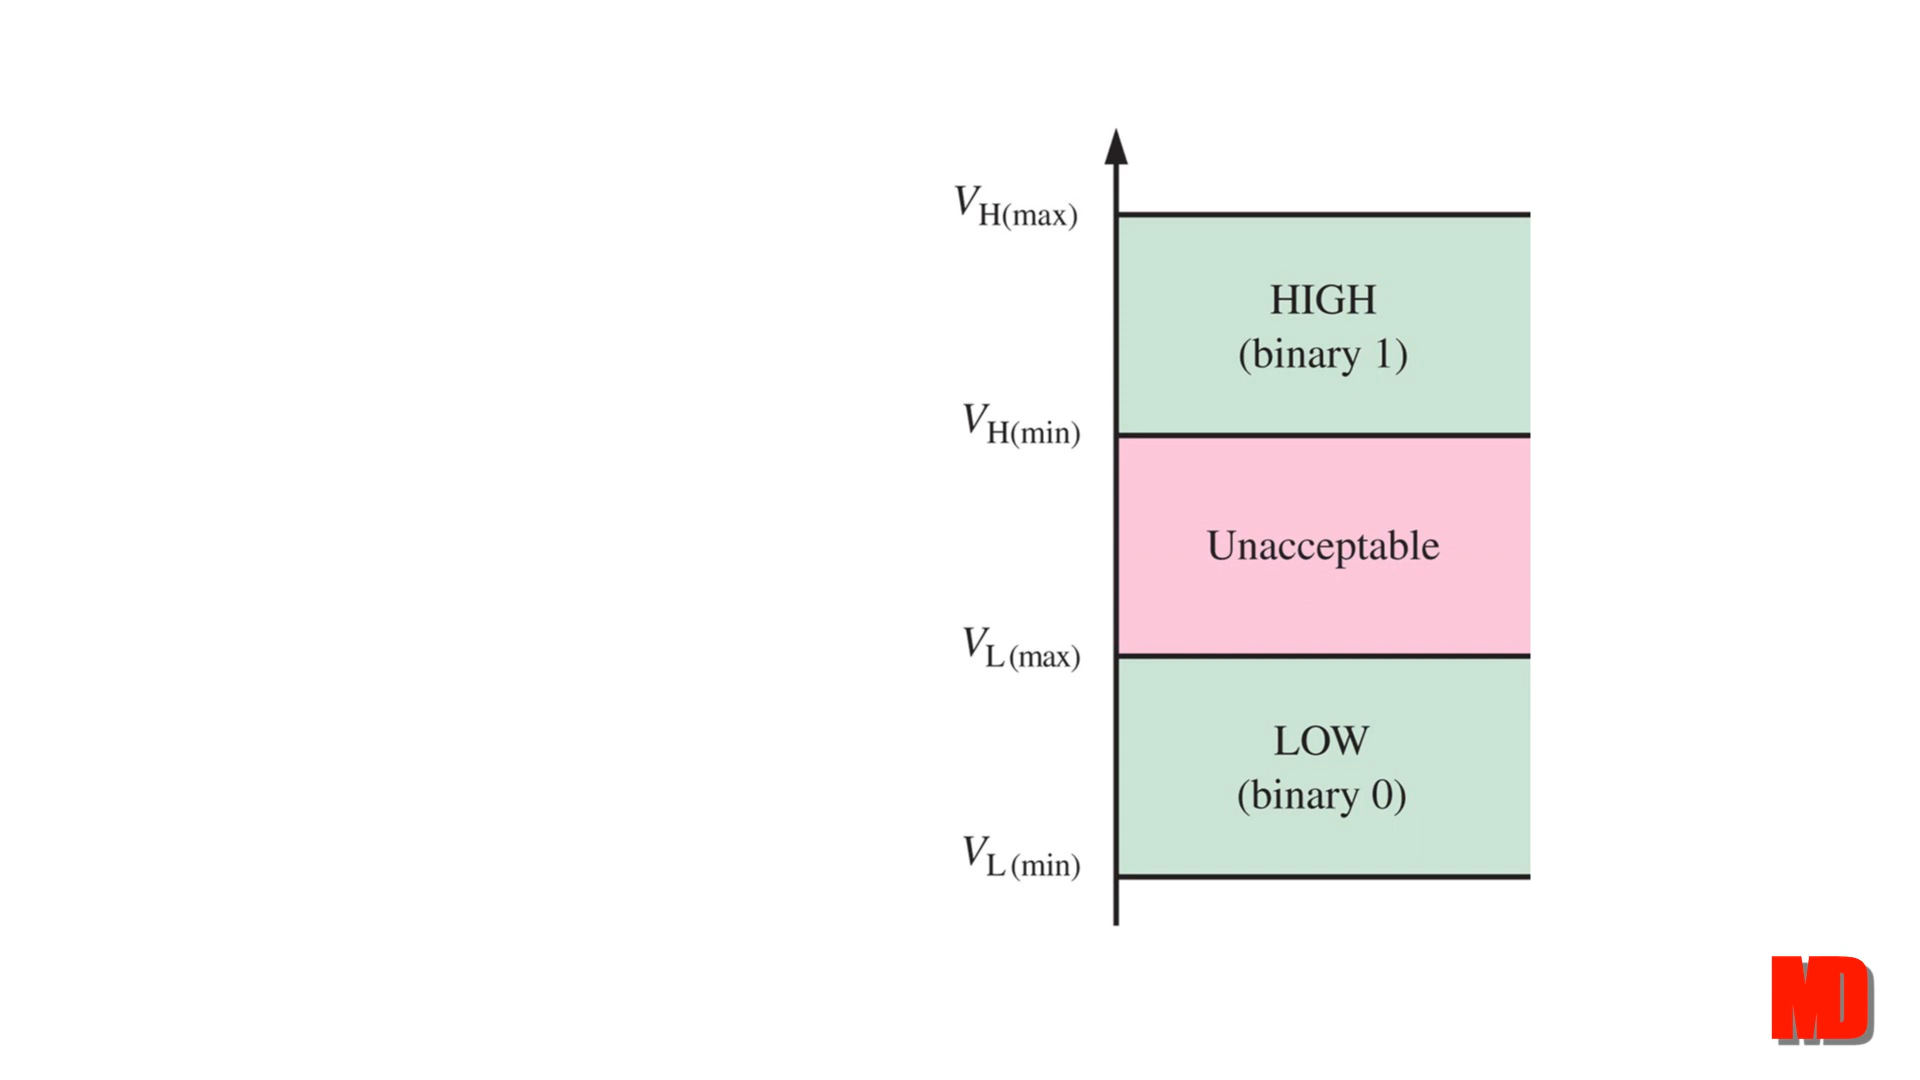 VH(max)
HIGH
(binary 1)
VH(min)
Unacceptable
VL(max)
LOW
(binary 0)
VL(min)
MD